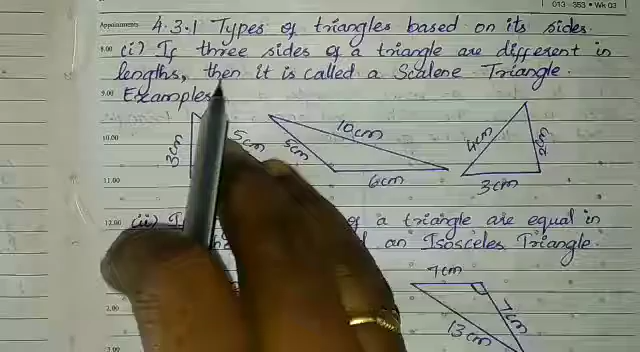 013 - 353 • Wk 03
Appointments
4.3.1 Types of triangles based on its sides.
8.00
(i) If three sides of a triangle are different in
lengths, then it is called a Scalene Triangle.
9.00
Examples
10.00
3cm
5cm
5cm
10cm
6cm
4cm
2cm
3cm
11.00
12.00
(ii) of a triangle are equal in
an Isosceles Triangle.
7cm
7cm
13cm
2.00
3.00